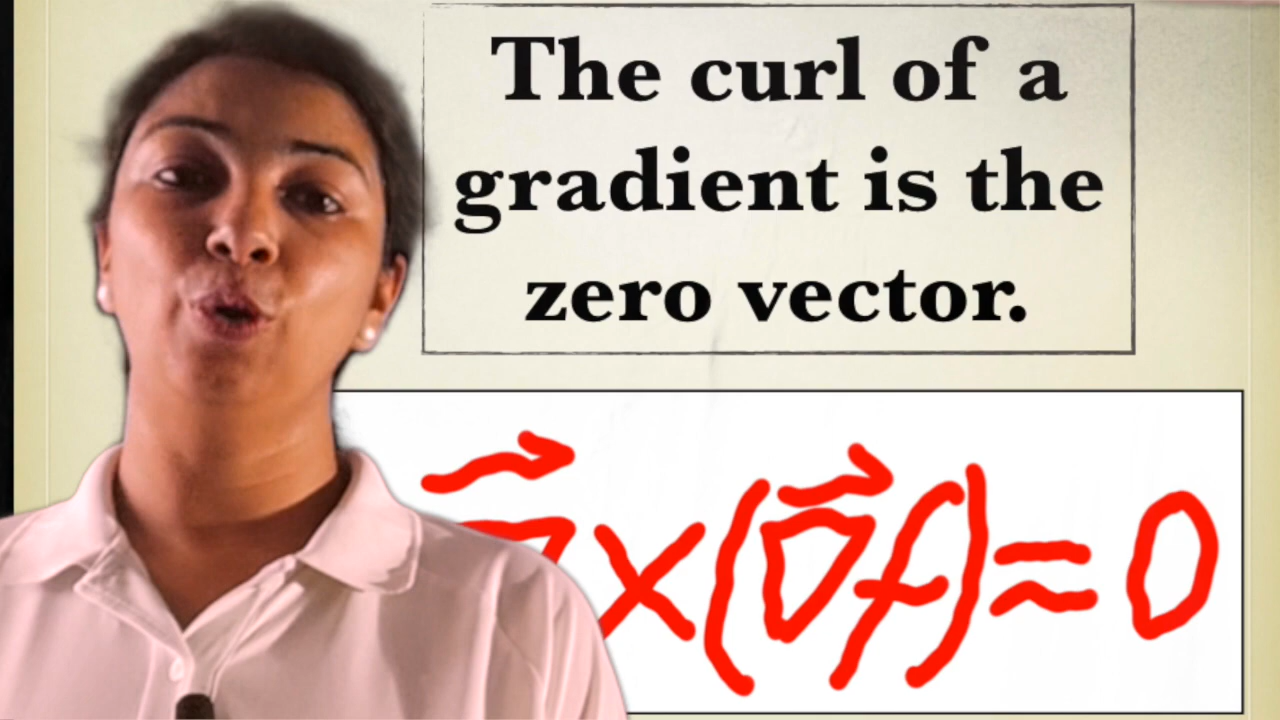 The curl of a
gradient is the
zero vector.
∇⃗ x (∇⃗f) = 0